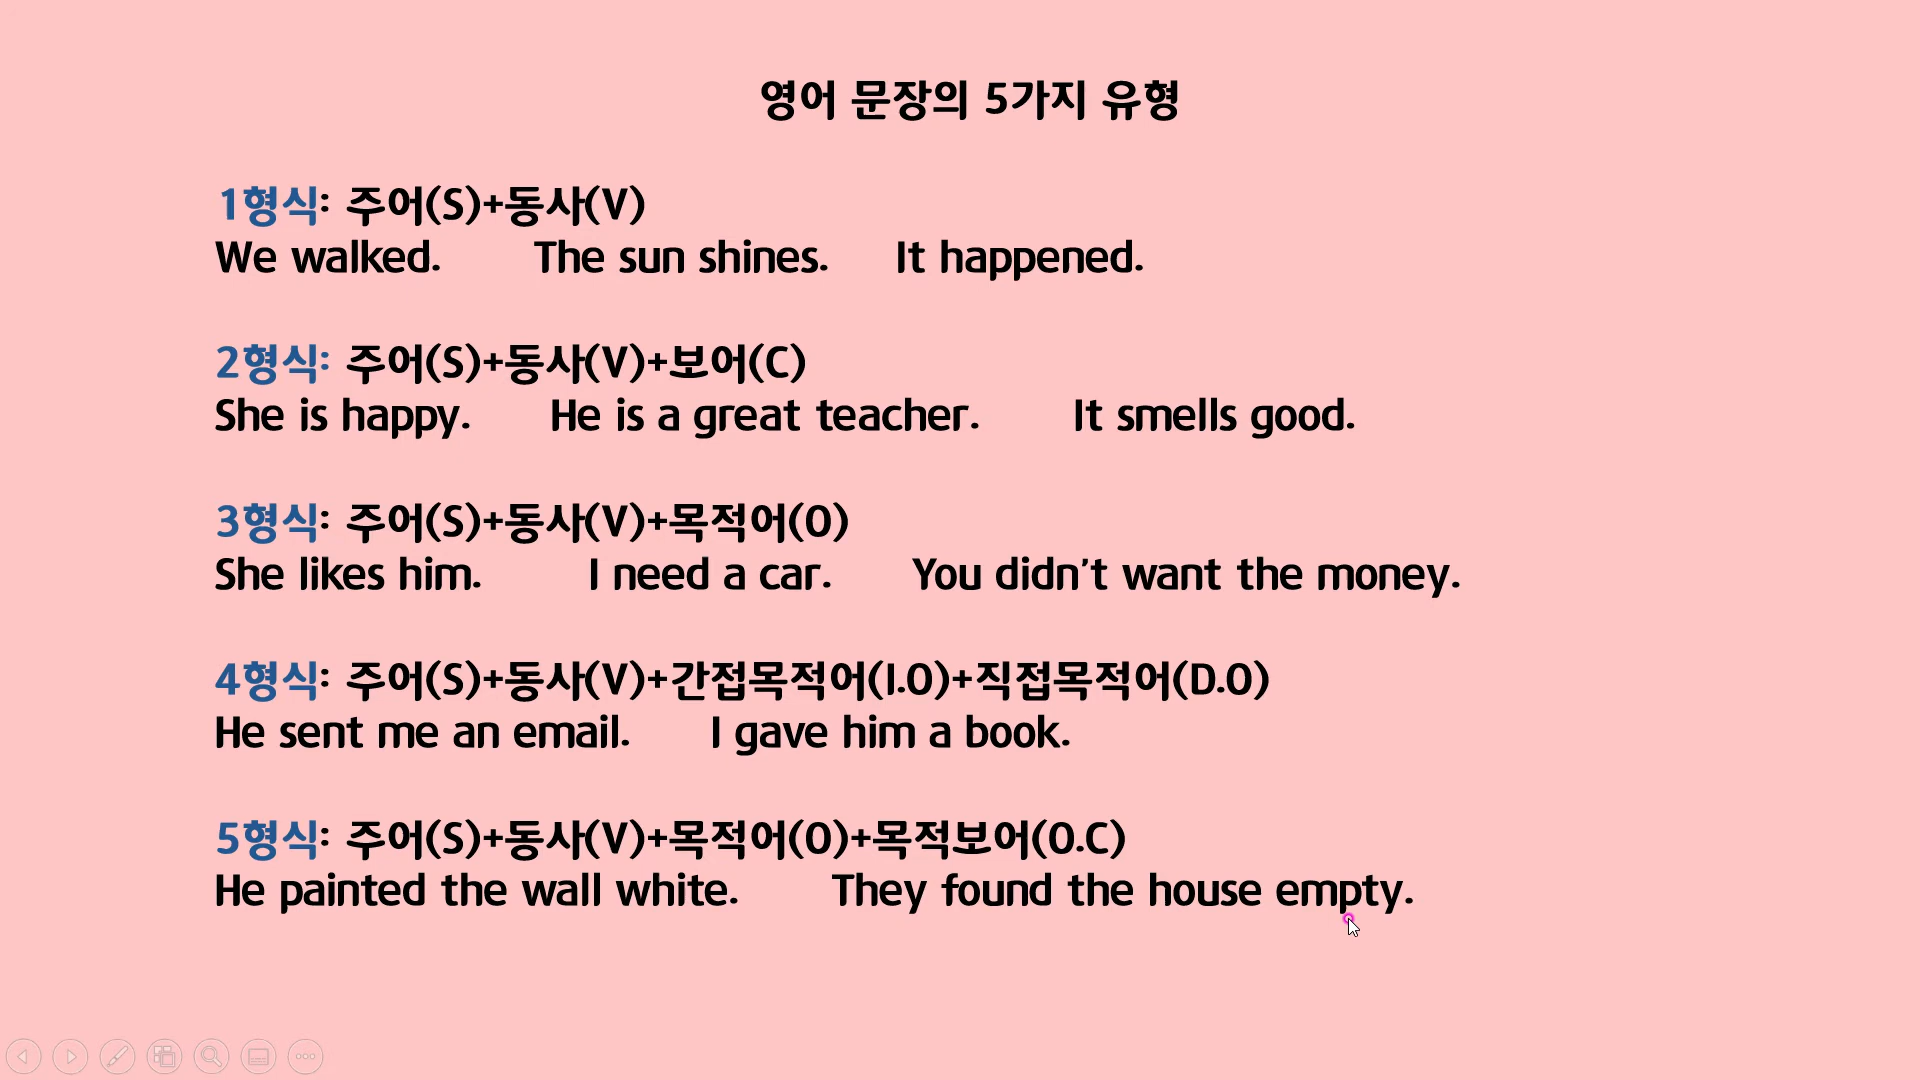 영어 문장의 5가지 유형
1형식: 주어(S)+동사(V)
We walked. The sun shines. It happened.
2형식: 주어(S)+동사(V)+보어(C)
She is happy. He is a great teacher. It smells good.
3형식: 주어(S)+동사(V)+목적어(O)
She likes him. I need a car. You didn't want the money.
4형식: 주어(S)+동사(V)+간접목적어(I.O)+직접목적어(D.O)
He sent me an email. I gave him a book.
5형식: 주어(S)+동사(V)+목적어(O)+목적보어(O.C)
He painted the wall white. They found the house empty.